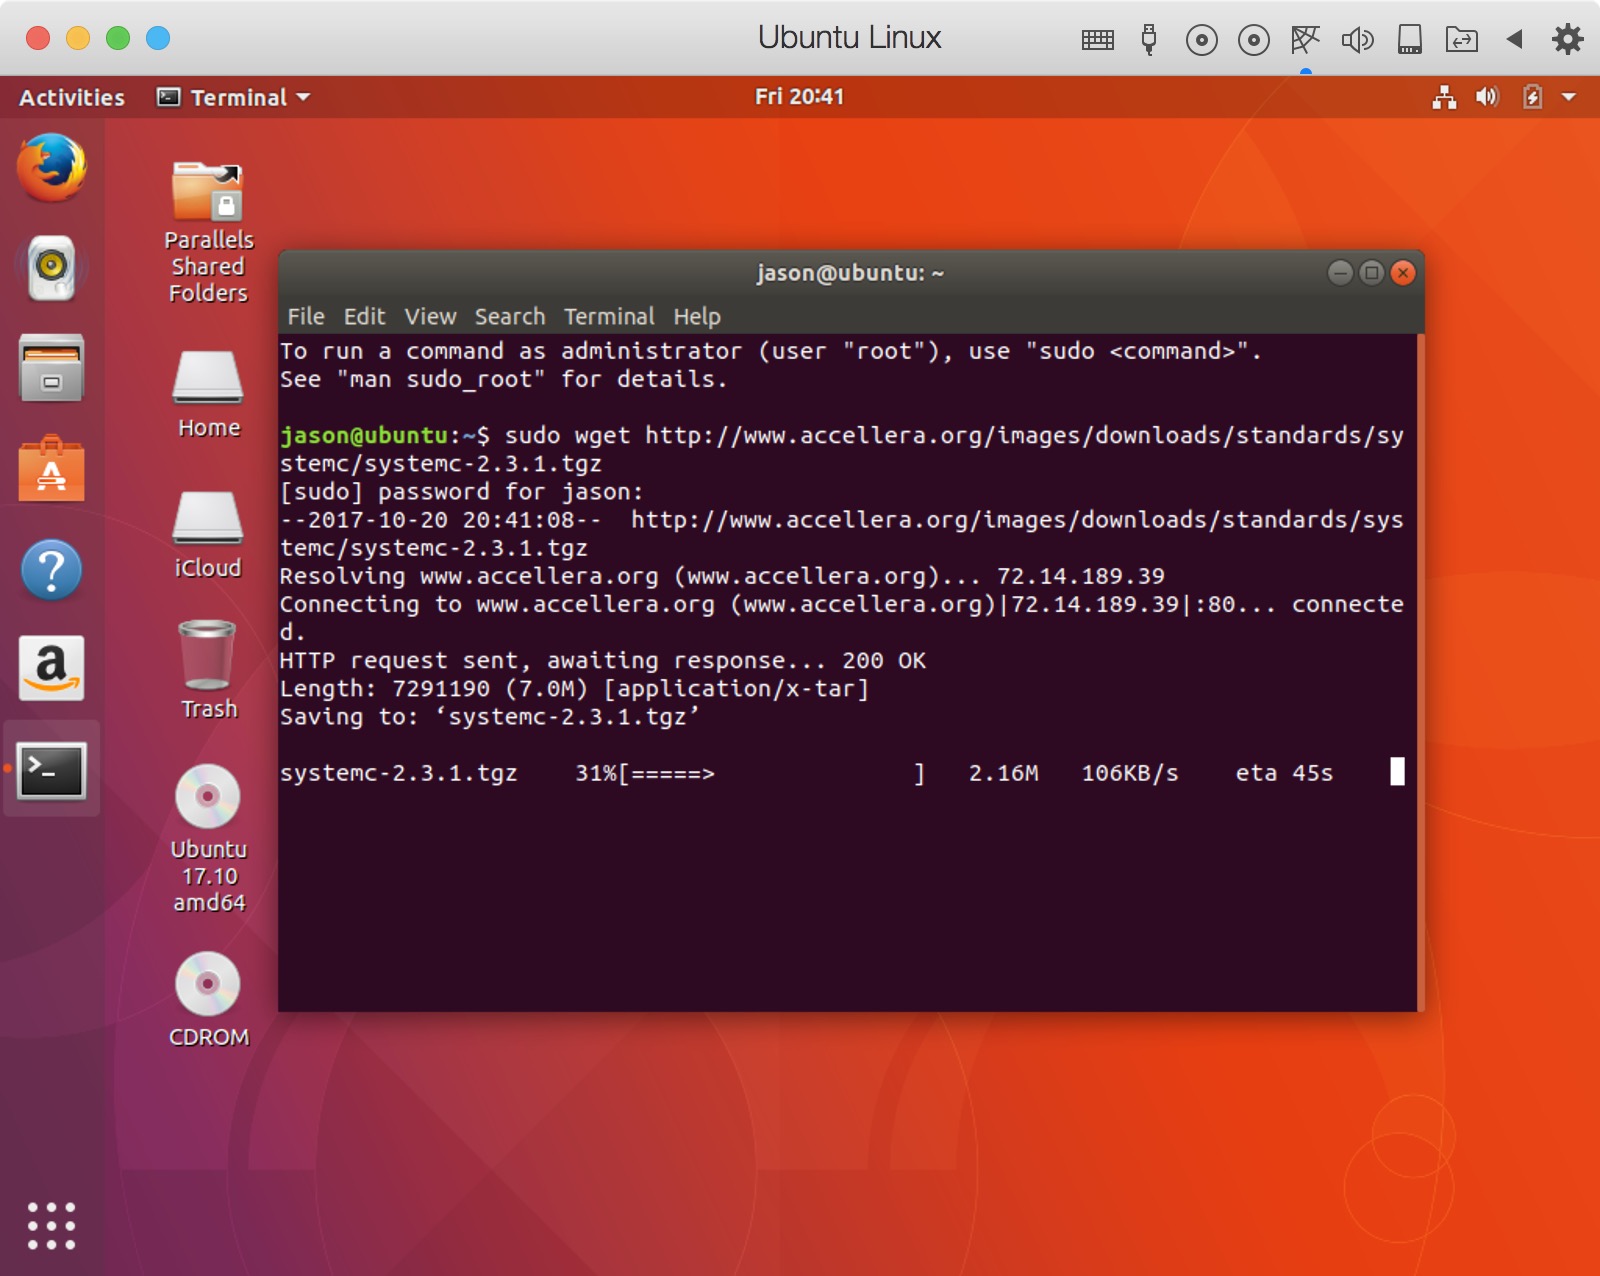 Ubuntu Linux
Activities
Terminal
Fri 20:41
Parallels
Shared
Folders
Home
iCloud
Trash
Ubuntu
17.10
amd64
CDROM
jason@ubuntu: ~
File Edit View Search Terminal Help
To run a command as administrator (user "root"), use "sudo <command>".
See "man sudo_root" for details.
jason@ubuntu:~$ sudo wget http://www.accellera.org/images/downloads/standards/sy
stemc/systemc-2.3.1.tgz
[sudo] password for jason:
--2017-10-20 20:41:08--  http://www.accellera.org/images/downloads/standards/sys
temc/systemc-2.3.1.tgz
Resolving www.accellera.org (www.accellera.org)... 72.14.189.39
Connecting to www.accellera.org (www.accellera.org)|72.14.189.39|:80... connecte
d.
HTTP request sent, awaiting response... 200 OK
Length: 7291190 (7.0M) [application/x-tar]
Saving to: ‘systemc-2.3.1.tgz’
systemc-2.3.1.tgz    31%[=====>              ]   2.16M   106KB/s    eta 45s